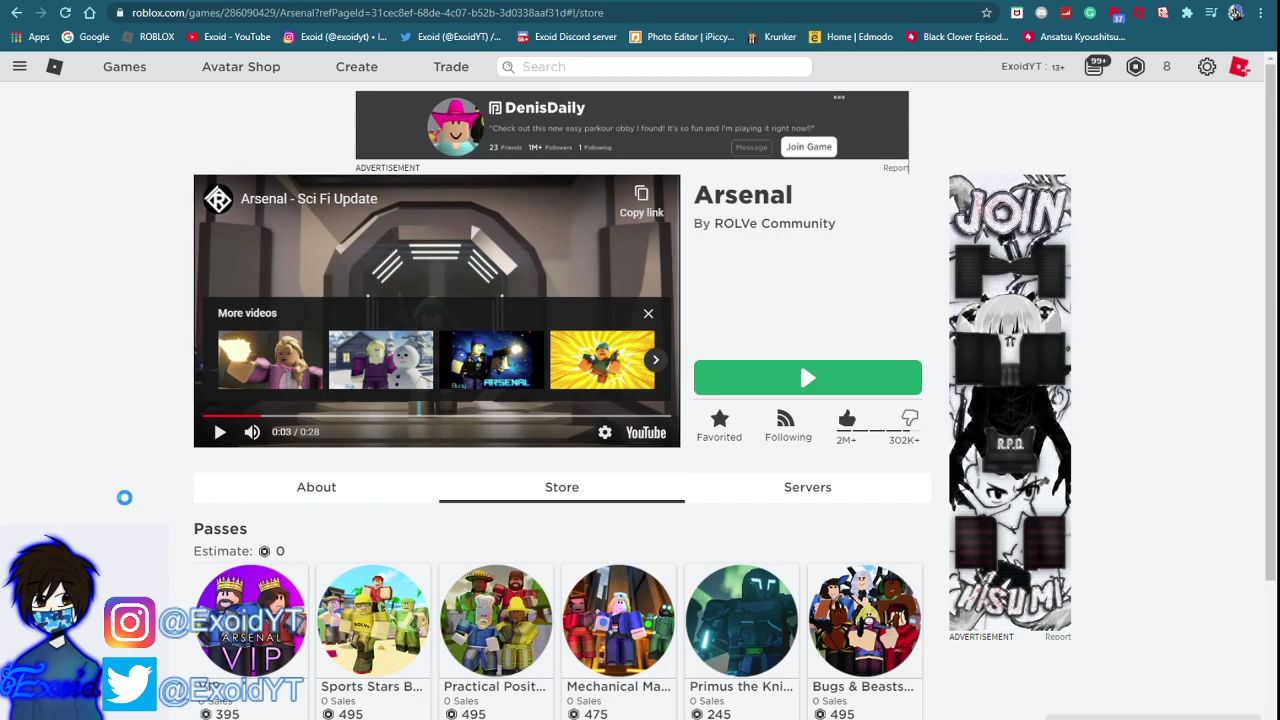 roblox.com/games/286090429/Arsenal?refPageId=31cec8ef-68de-4c07-b52b-3d0338aaf31d#!/store
37
Apps Google ROBLOX Exoid - YouTube Exoid (@exoidyt) • I... Exoid (@ExoidYT) /... Exoid Discord server Photo Editor | iPiccy... Krunker Home | Edmodo Black Clover Episod... Ansatsu Kyoushitsu...
Games Avatar Shop Create Trade Search ExoidYT : 13+ 99+ 8
DenisDaily
"Check out this new easy parkour obby I found! It's so fun and I'm playing it right now!!"
23 Friends 1M+ Followers 1 Following Message Join Game
ADVERTISEMENT Report
Arsenal - Sci Fi Update
Copy link
More videos
ARSENAL
0:03 / 0:28 YouTube
Arsenal
By ROLVe Community
Favorited Following 2M+ 302K+
JOIN
R.P.D.
HISUMI
ADVERTISEMENT Report
About Store Servers
Passes
Estimate: 0
ARSENAL
VIP
VIP Sports Stars B... Practical Posit... Mechanical Ma... Primus the Kni... Bugs & Beasts...
0 Sales 0 Sales 0 Sales 0 Sales 0 Sales 0 Sales
395 495 495 475 245 495
@ExoidYT
@ExoidYT
Exoid